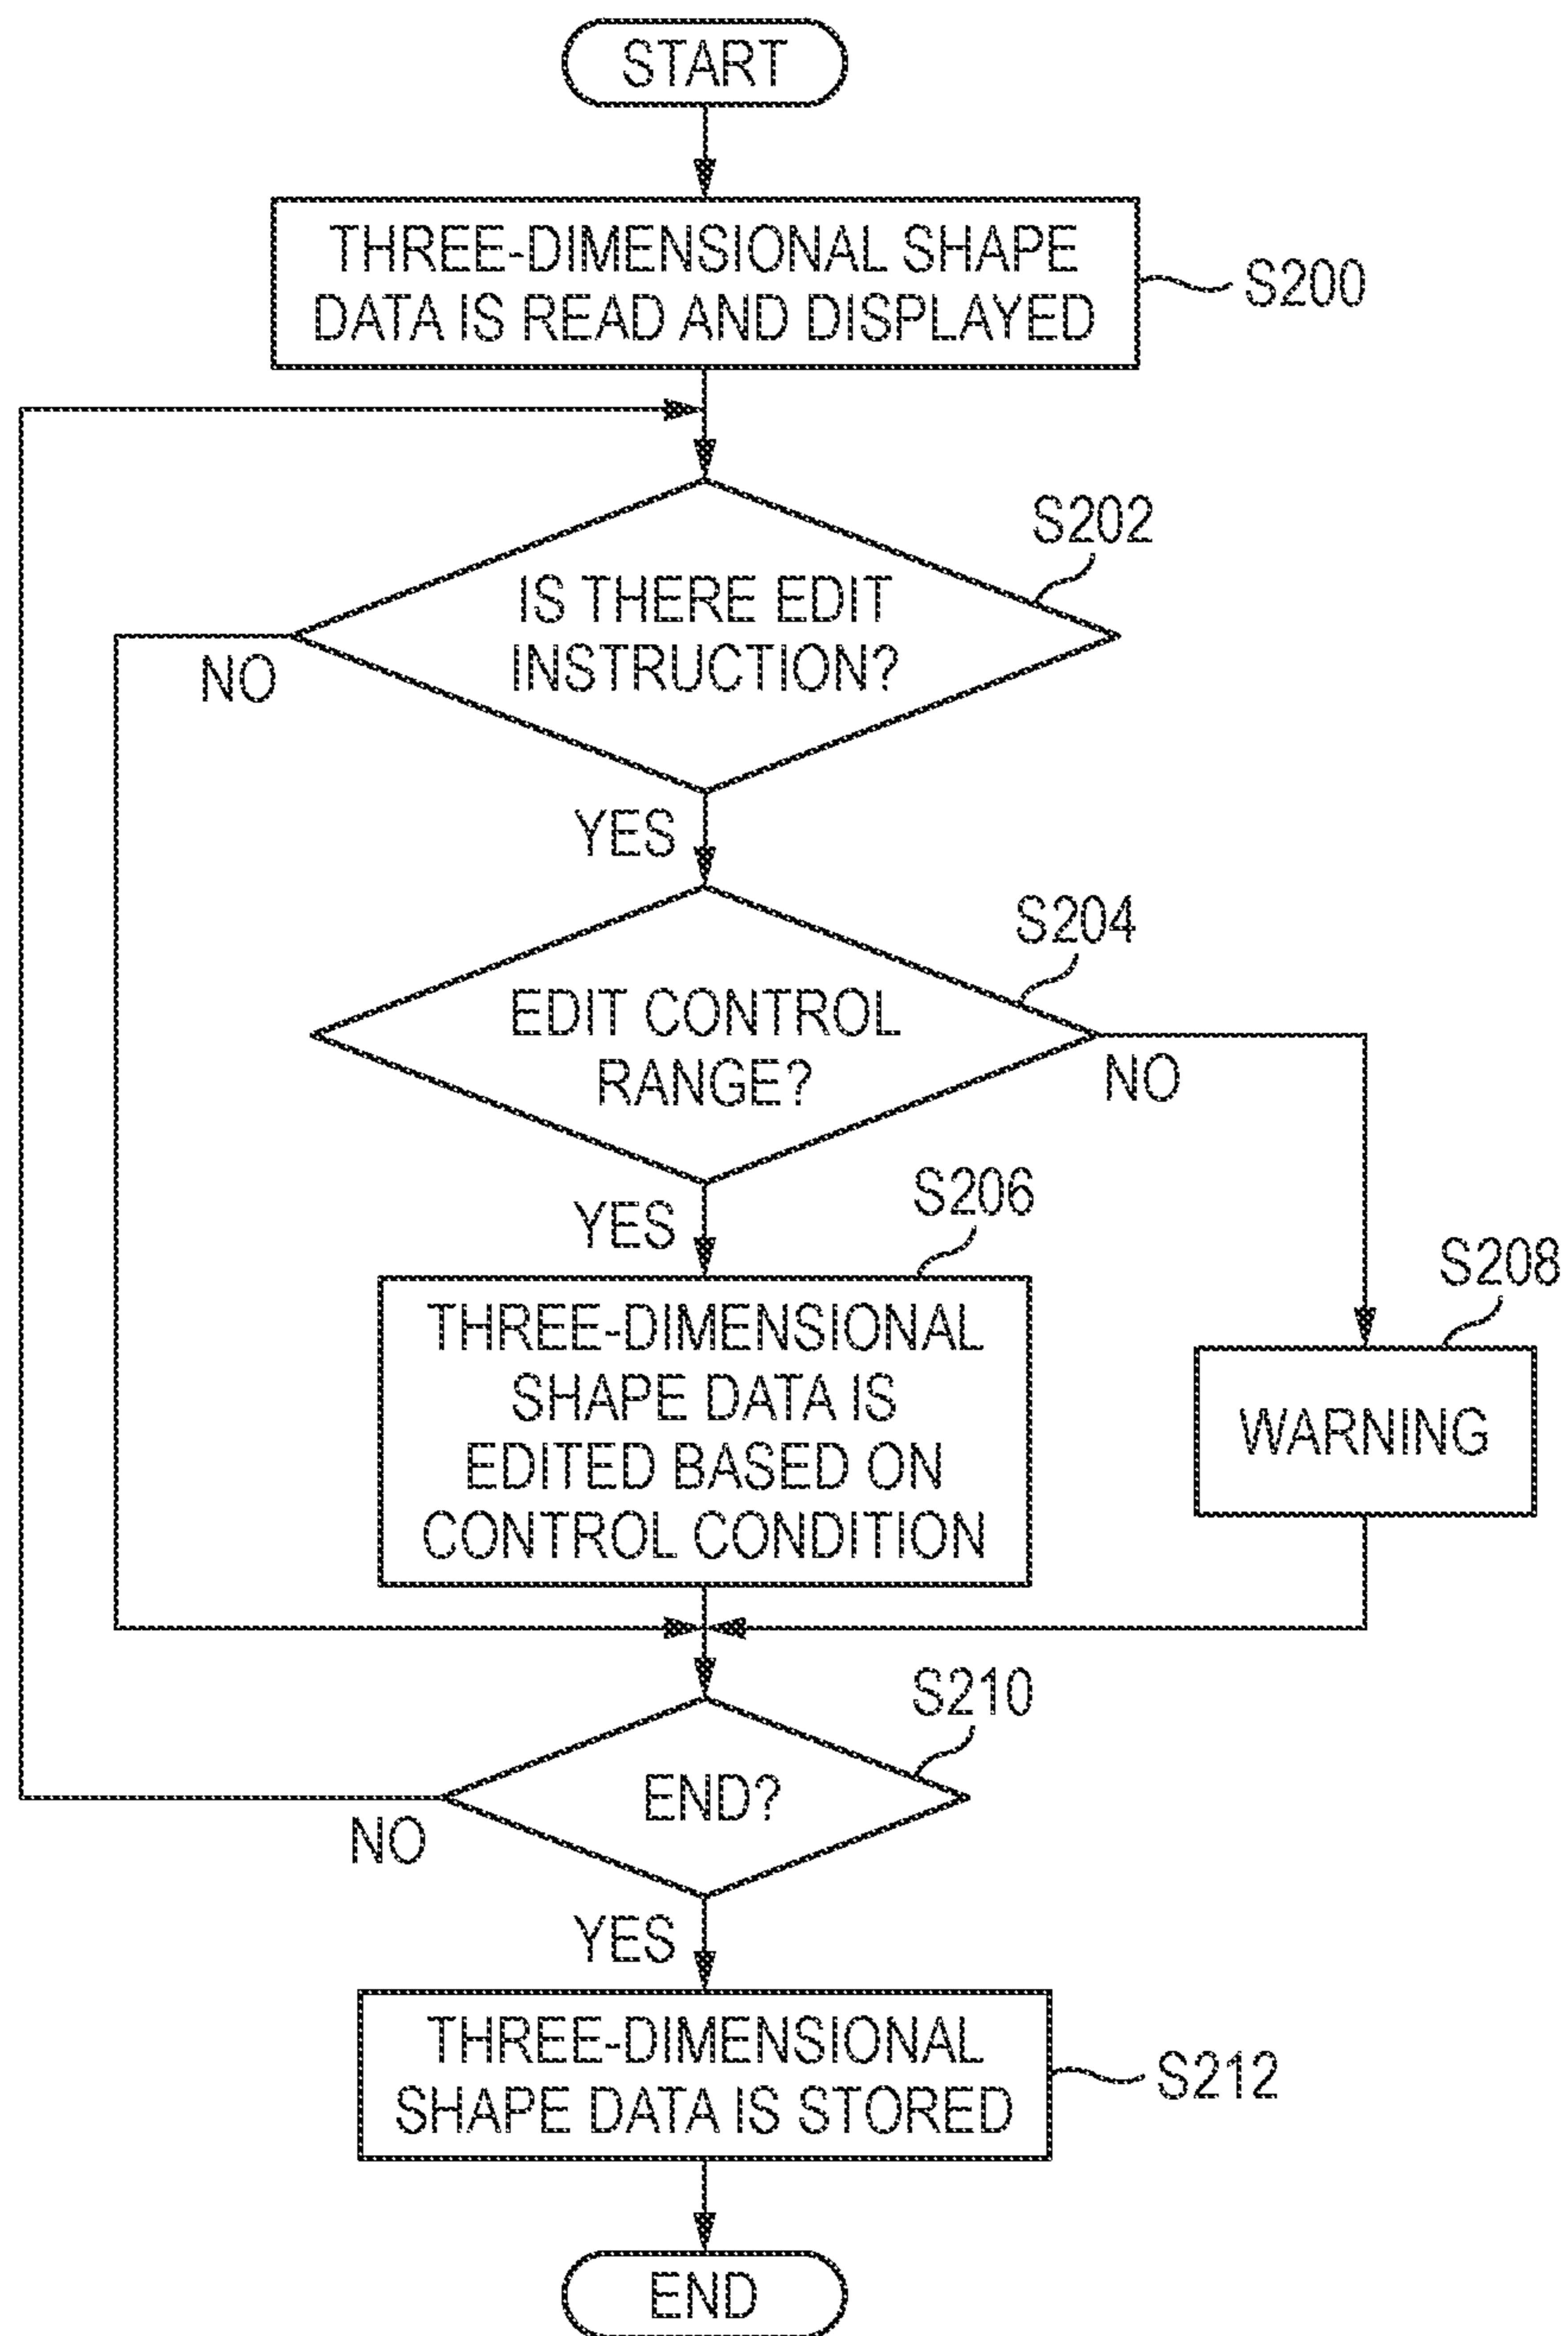 START
THREE-DIMENSIONAL SHAPE
DATA IS READ AND DISPLAYED
S200
S202
IS THERE EDIT
INSTRUCTION?
NO
YES
S204
EDIT CONTROL
RANGE?
NO
YES
S206
THREE-DIMENSIONAL
SHAPE DATA IS
EDITED BASED ON
CONTROL CONDITION
S208
WARNING
S210
END?
NO
YES
THREE-DIMENSIONAL
SHAPE DATA IS STORED
S212
END